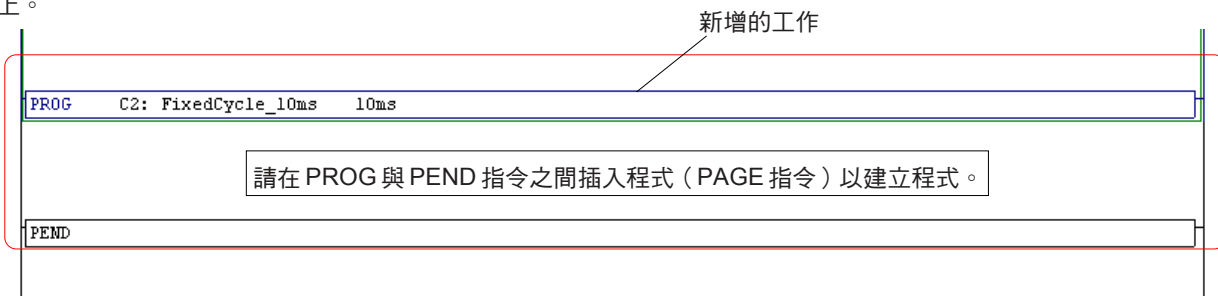 上。
新增的工作
PROG C2: FixedCycle_10ms 10ms
請在 PROG 與 PEND 指令之間插入程式（PAGE 指令）以建立程式。
PEND